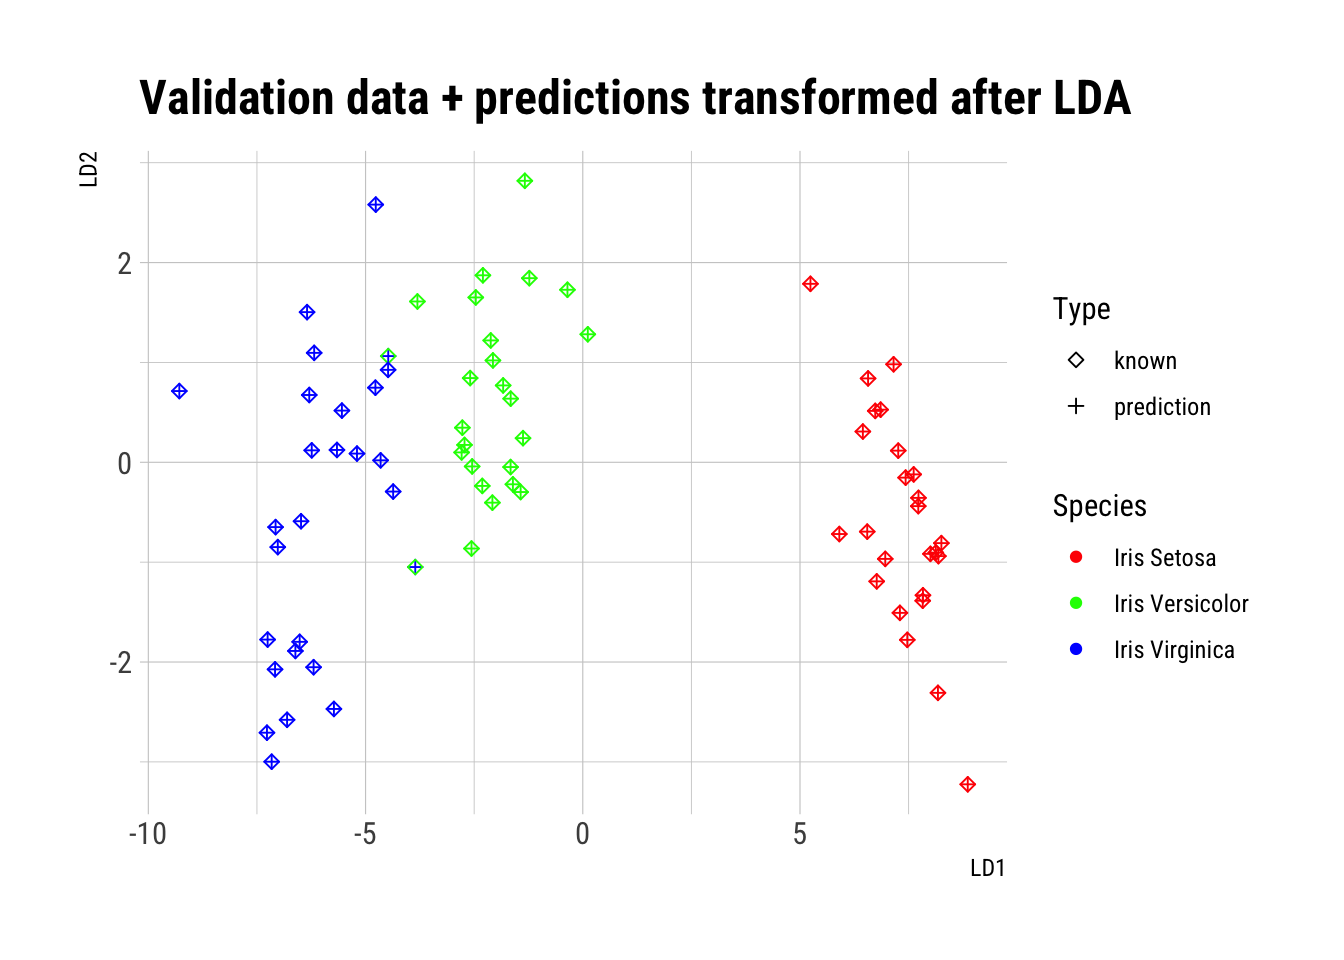 Validation data + predictions transformed after LDA
LD2
2
0
-2
-10
-5
0
5
LD1
Type
known
prediction
Species
Iris Setosa
Iris Versicolor
Iris Virginica